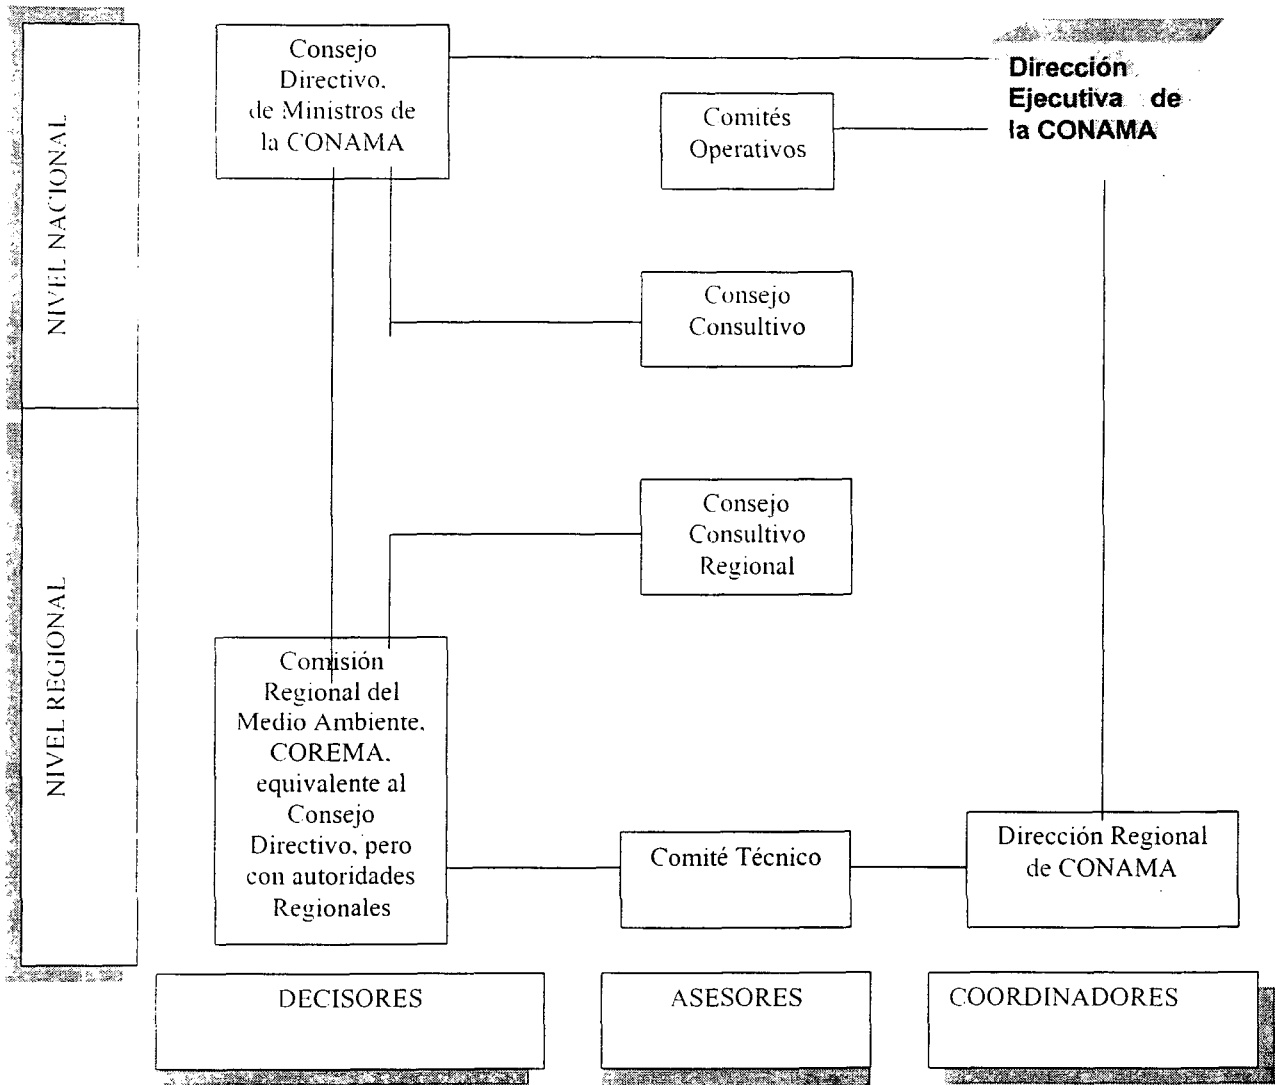 NIVEL NACIONAL
Consejo
Directivo,
de Ministros de
la CONAMA
Comités
Operativos
Dirección
Ejecutiva de
la CONAMA
Consejo
Consultivo
NIVEL REGIONAL
Consejo
Consultivo
Regional
Comisión
Regional del
Medio Ambiente,
COREMA,
equivalente al
Consejo
Directivo, pero
con autoridades
Regionales
Comité Técnico
Dirección Regional
de CONAMA
DECISORES
ASESORES
COORDINADORES